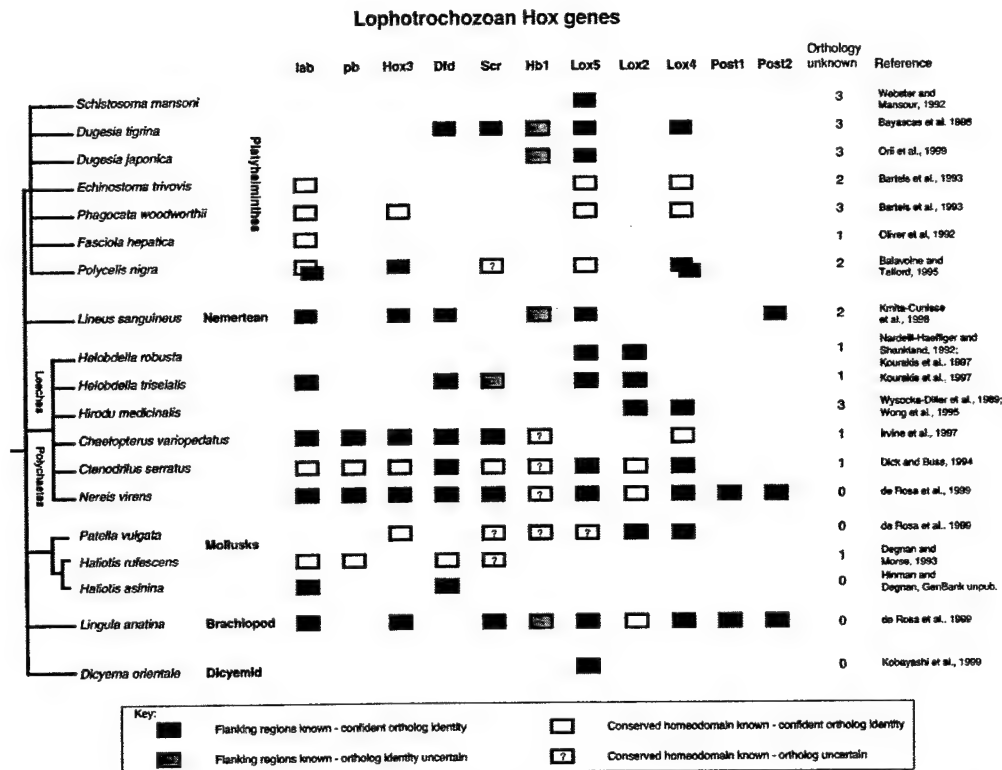 Lophotrochozoan Hox genes
lab pb Hox3 Dfd Scr Hb1 Lox5 Lox2 Lox4 Post1 Post2 Orthology unknown Reference
Platyhelminthes
Schistosoma mansoni 3 Webster and Mansour, 1992
Dugesia tigrina 3 Bayascas et al.
Dugesia japonica 3 Orii et al., 1999
Echinostoma trivovis 2 Bartels et al., 1993
Phagocata woodworthii 3 Bartels et al., 1993
Fasciola hepatica 1 Oliver et al, 1992
Polycelis nigra ? 2 Balavoine and Telford, 1995
Lineus sanguineus Nemertean 2 Kmita-Cunisse et al., 1998
Leeches
Helobdella robusta 1 Nardelli-Haefliger and Shankland, 1992; Kourakis et al.. 1997
Helobdella triselalis 1 Kourakis et al., 1997
Hirodu medicinalis 3 Wysocka-Diller et al., 1989; Wong et al., 1995
Polychaetes
Chaetopterus variopedatus ? 1 Irvine et al., 1997
Ctenodrilus serratus ? 1 Dick and Buss, 1994
Nereis virens ? 0 de Rosa et al., 1999
Mollusks
Patella vulgata ? ? ? 0 de Rosa et al.. 1999
Haliotis rufescens ? 1 Degnan and Morse, 1993
Haliotis asinina 0 Hinman and Degnan, GenBank unpub.
Lingula anatina Brachiopod 0 de Rosa et al.. 1999
Dicyema orientale Dicyemid 0 Kobayashi et al., 1999
Key:
Flanking regions known - confident ortholog identity
Conserved homeodomain known - confident ortholog identity
Flanking regions known - ortholog identity uncertain
? Conserved homeodomain known - ortholog uncertain